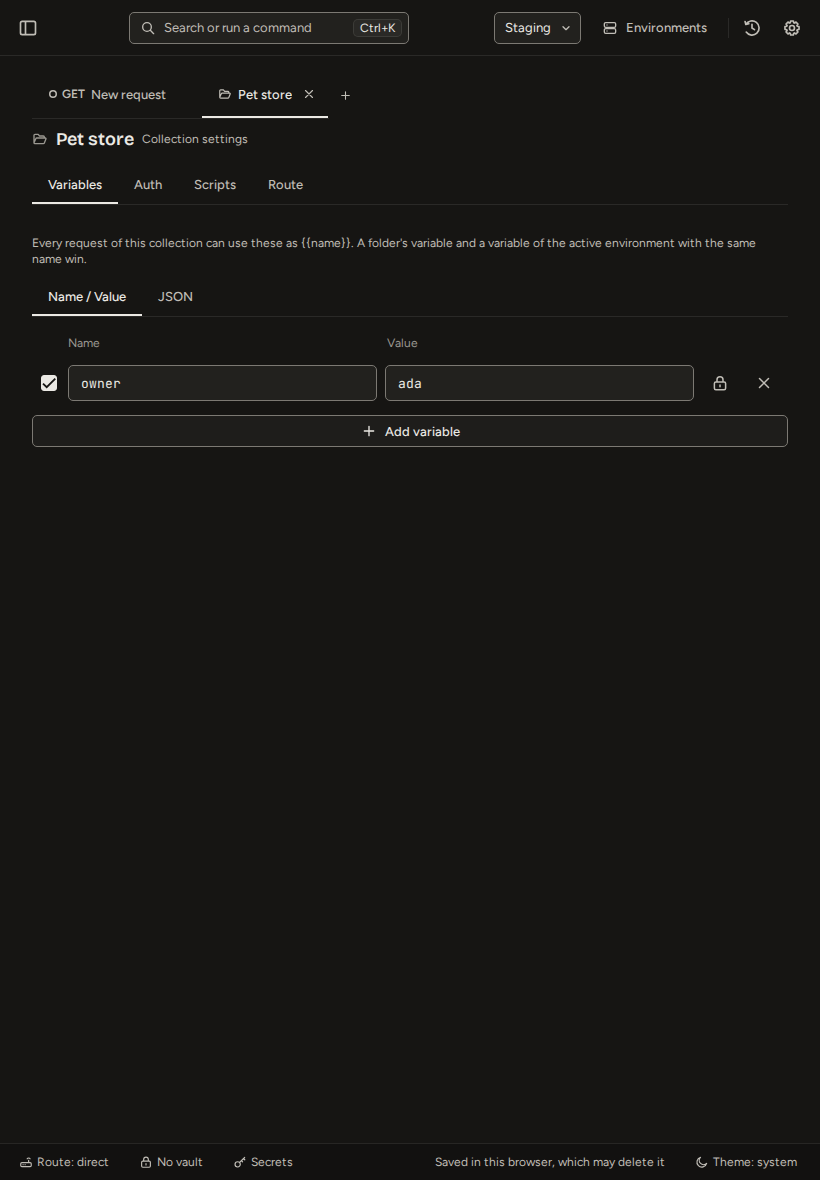 Search or run a command Ctrl+K Staging Environments
GET New request Pet store
Pet store Collection settings
Variables Auth Scripts Route
Every request of this collection can use these as {{name}}. A folder's variable and a variable of the active environment with the same
name win.
Name / Value JSON
Name Value
owner ada
Add variable
Route: direct No vault Secrets Saved in this browser, which may delete it Theme: system